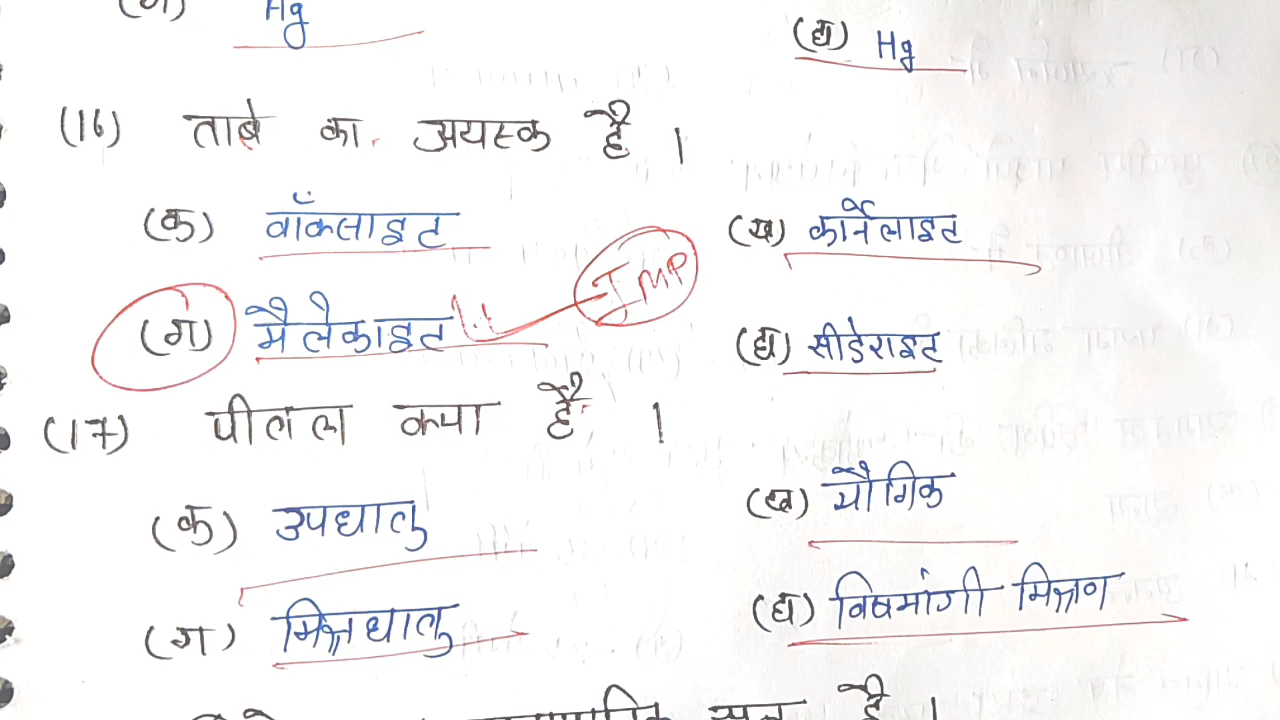 Hg
(घ) Hg
(16) ताबे का अयस्क है ।
(क) वॉक्साइट (ख) कार्नेलाइट
(ग) मैलेकाइट IMP (घ) सीडेराइट
(17) पीतल क्या है ।
(क) उपधातु (ख) यौगिक
(ग) मिश्रधातु (घ) विषमांगी मिश्रण
है ।